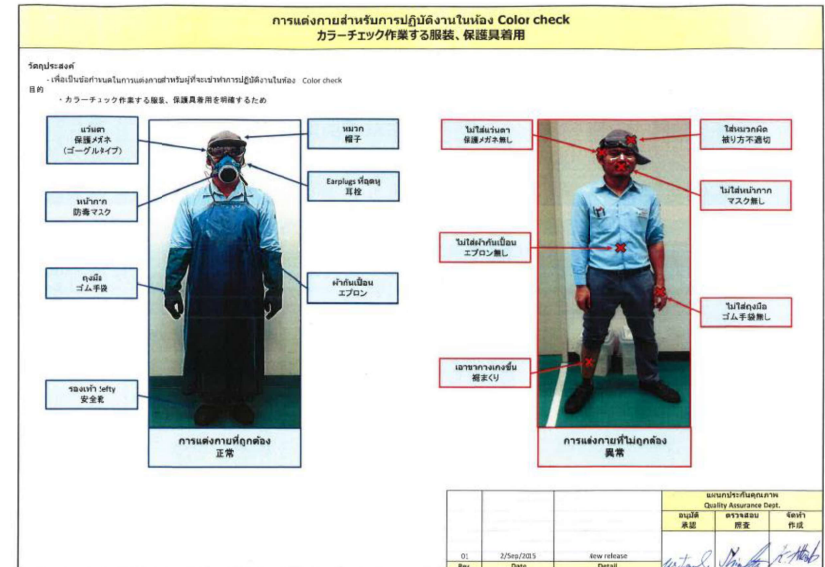 การแต่งกายสำหรับการปฏิบัติงานในห้อง Color check
カラーチェック作業する服装、保護具着用
วัตถุประสงค์
- เพื่อเป็นข้อกำหนดในการแต่งกายสำหรับผู้ที่จะเข้าทำการปฏิบัติงานในห้อง Color check
目的
・カラーチェック作業する服装、保護具着用を明確するため
แว่นตา
保護メガネ
(ゴーグルタイプ)
หมวก
帽子
Earplugs ที่อุดหู
耳栓
หน้ากาก
防毒マスク
ถุงมือ
ゴム手袋
ผ้ากันเปื้อน
エプロン
รองเท้า Sefty
安全靴
การแต่งกายที่ถูกต้อง
正常
ไม่ใส่แว่นตา
保護メガネ無し
ใส่หมวกผิด
被り方不適切
ไม่ใส่หน้ากาก
マスク無し
ไม่ใส่ผ้ากันเปื้อน
エプロン無し
ไม่ใส่ถุงมือ
ゴム手袋無し
เอาขากางเกงขึ้น
裾まくり
การแต่งกายที่ไม่ถูกต้อง
異常
แผนกประกันคุณภาพ
Quality Assurance Dept.
อนุมัติ ตรวจสอบ จัดทำ
承認 照査 作成
01 2/Sep/2015 New release
Rev Date Detail